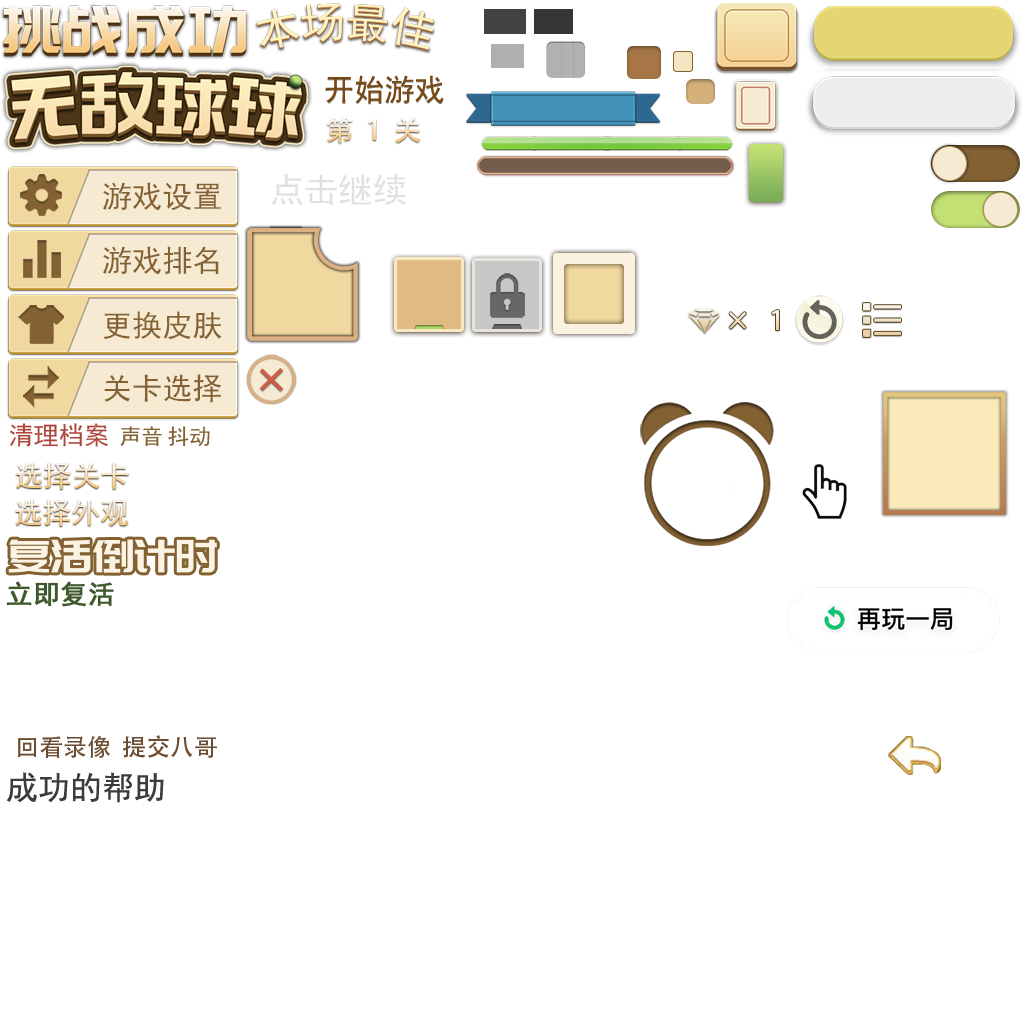 挑战成功
本场最佳
无敌球球
开始游戏
第 1 关
点击继续
游戏设置
游戏排名
更换皮肤
关卡选择
× 1
清理档案 声音 抖动
选择关卡
选择外观
复活倒计时
立即复活
再玩一局
回看录像 提交八哥
成功的帮助